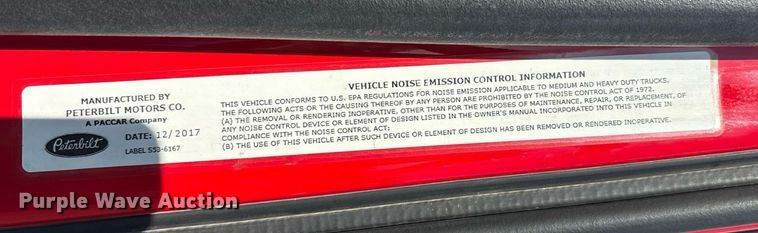 MANUFACTURED BY
PETERBILT MOTORS CO.
A PACCAR Company
Peterbilt
DATE: 12/2017
LABEL S53-6167
VEHICLE NOISE EMISSION CONTROL INFORMATION
THIS VEHICLE CONFORMS TO U.S. EPA REGULATIONS FOR NOISE EMISSION APPLICABLE TO MEDIUM AND HEAVY DUTY TRUCKS.
THE FOLLOWING ACTS OR THE CAUSING THEREOF BY ANY PERSON ARE PROHIBITED BY THE NOISE CONTROL ACT OF 1972.
(A) THE REMOVAL OR RENDERING INOPERATIVE, OTHER THAN FOR THE PURPOSES OF MAINTENANCE, REPAIR, OR REPLACEMENT, OF
ANY NOISE CONTROL DEVICE OR ELEMENT OF DESIGN LISTED IN THE OWNER'S MANUAL INCORPORATED INTO THIS VEHICLE IN
COMPLIANCE WITH THE NOISE CONTROL ACT:
(B) THE USE OF THIS VEHICLE AFTER SUCH DEVICE OR ELEMENT OF DESIGN HAS BEEN REMOVED OR RENDERED INOPERATIVE.
Purple Wave Auction